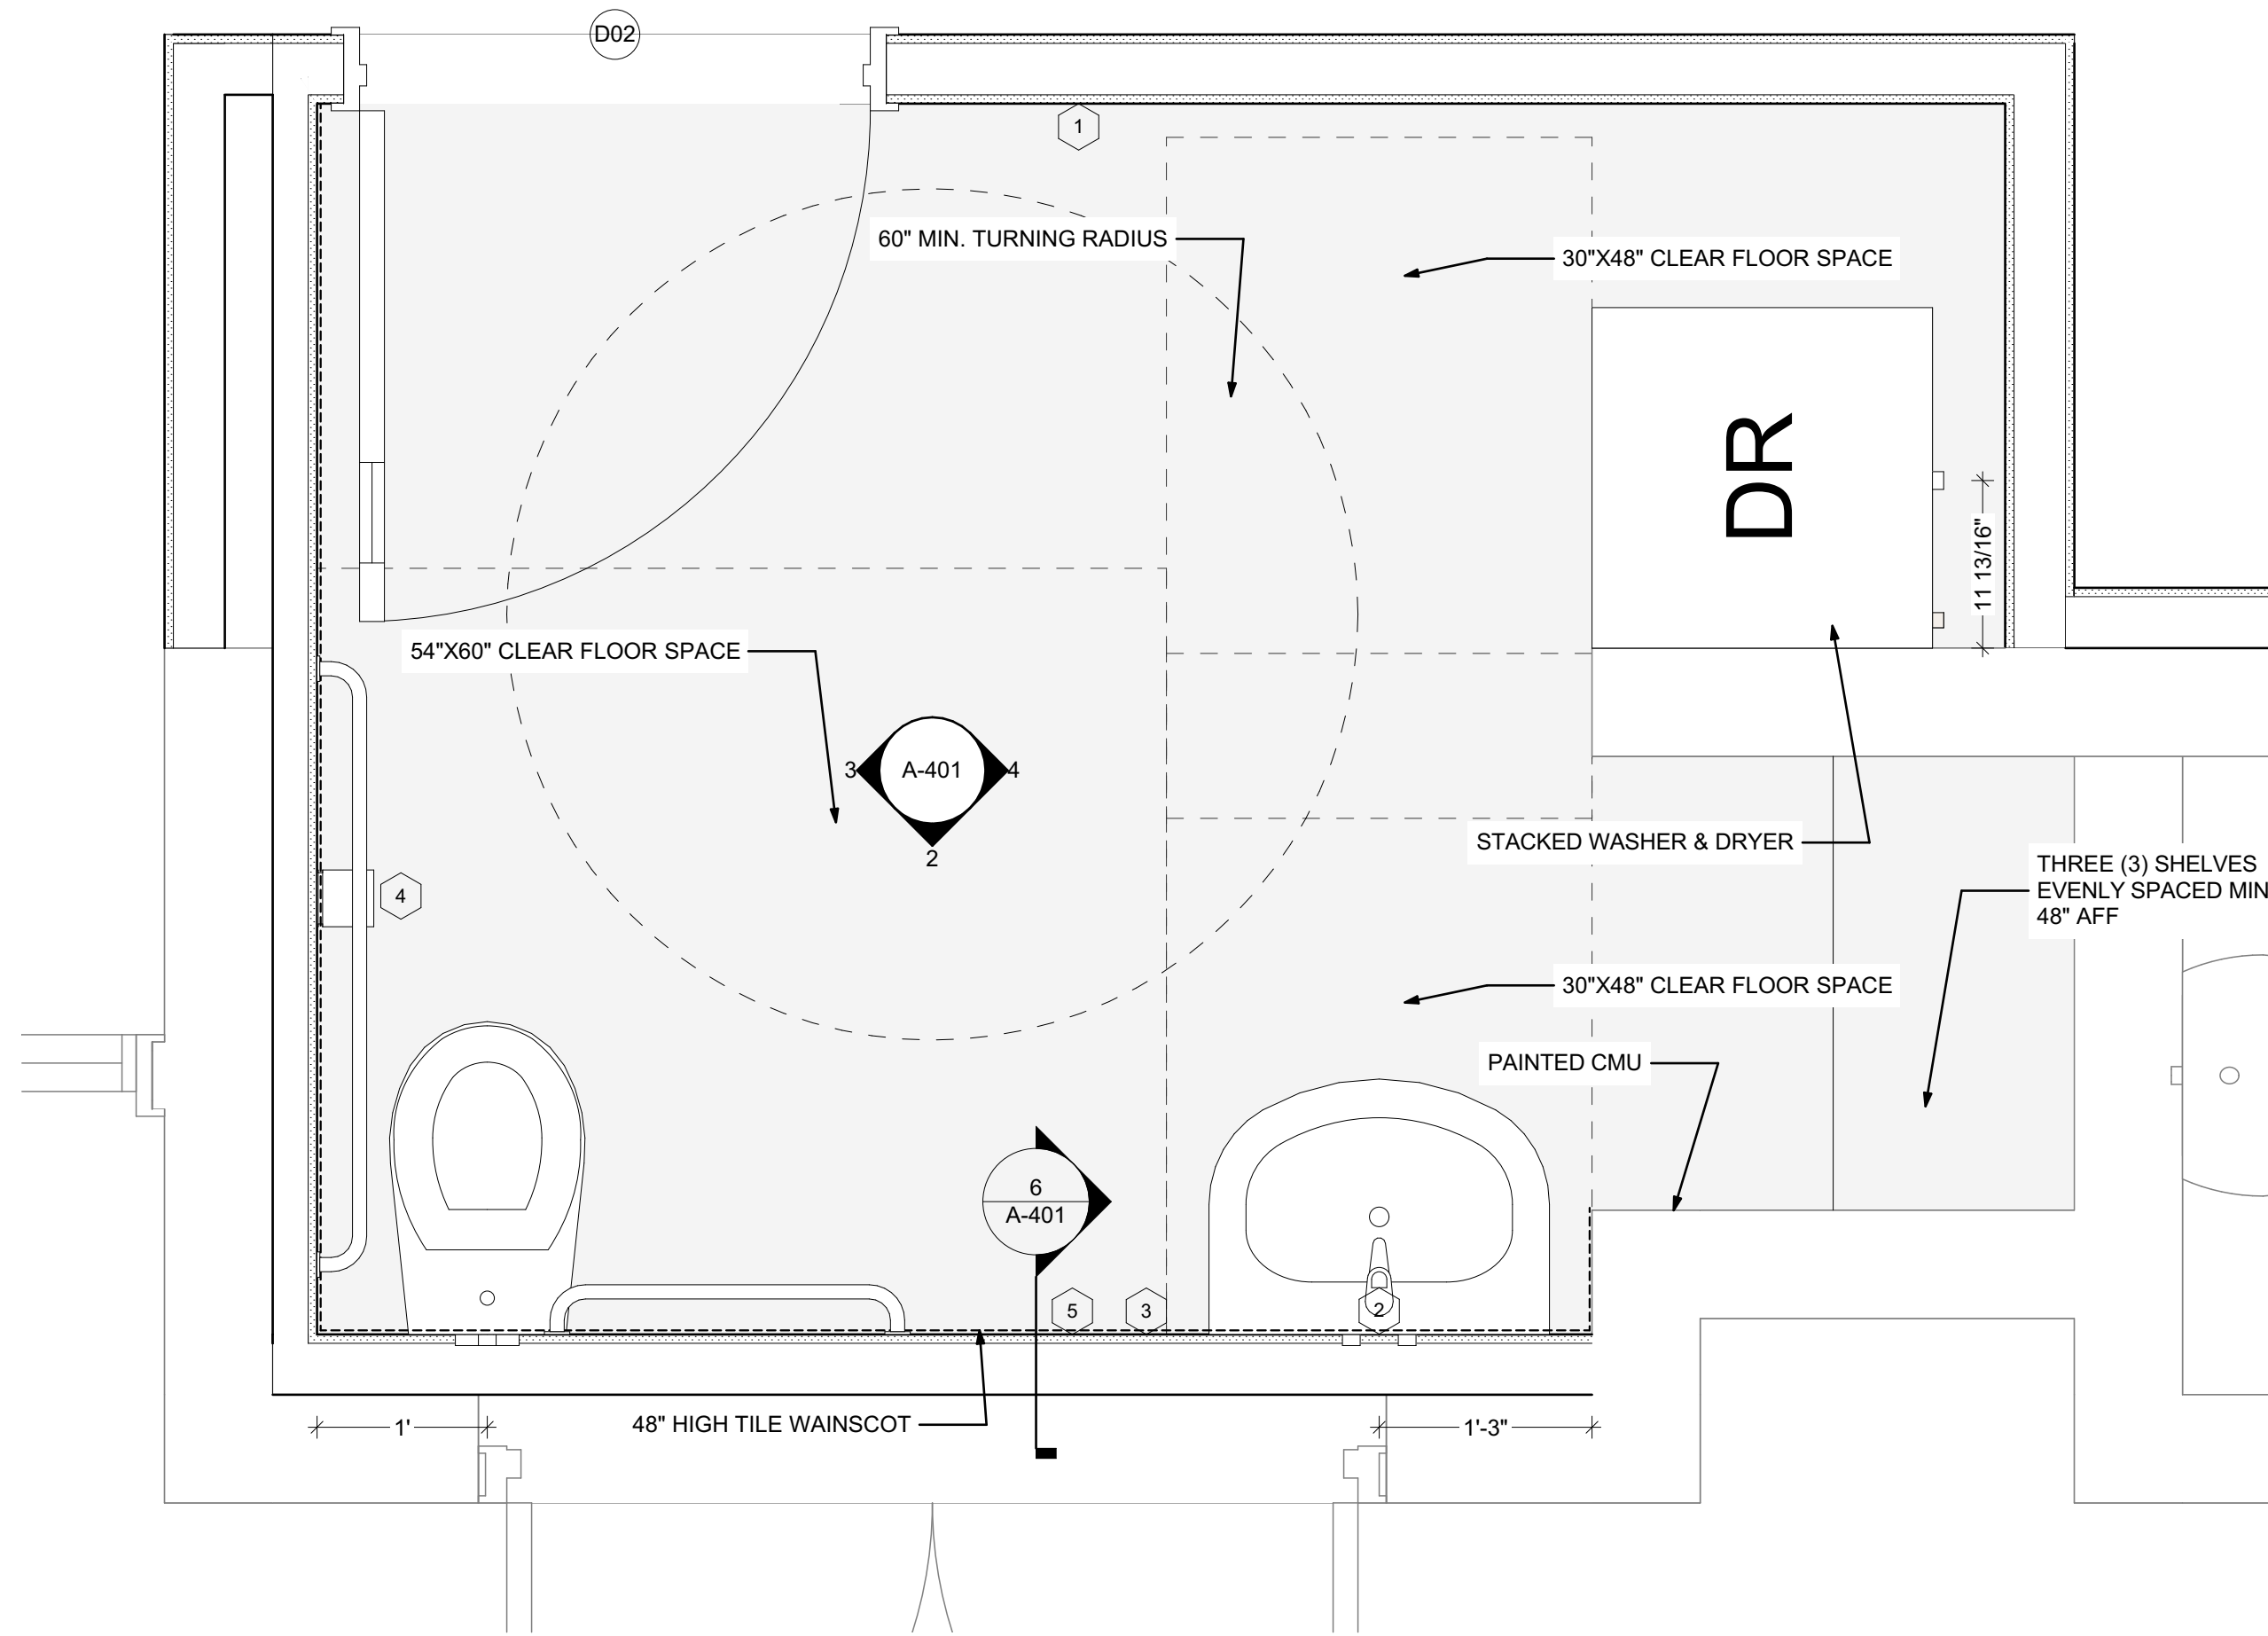 D02
1
60" MIN. TURNING RADIUS
30"X48" CLEAR FLOOR SPACE
DR
11 13/16"
54"X60" CLEAR FLOOR SPACE
3
A-401
4
2
STACKED WASHER & DRYER
THREE (3) SHELVES
EVENLY SPACED MIN
48" AFF
4
30"X48" CLEAR FLOOR SPACE
PAINTED CMU
6
A-401
5
3
2
48" HIGH TILE WAINSCOT
1'
1'-3"